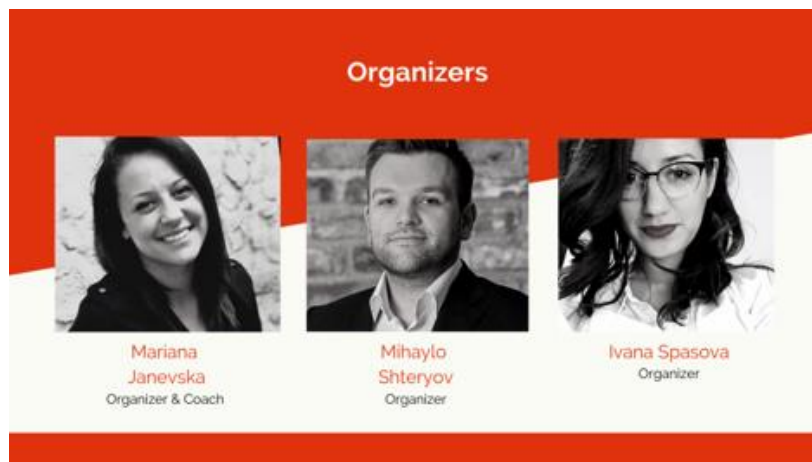 Organizers
Mariana
Janevska
Organizer & Coach
Mihaylo
Shteryov
Organizer
Ivana Spasova
Organizer